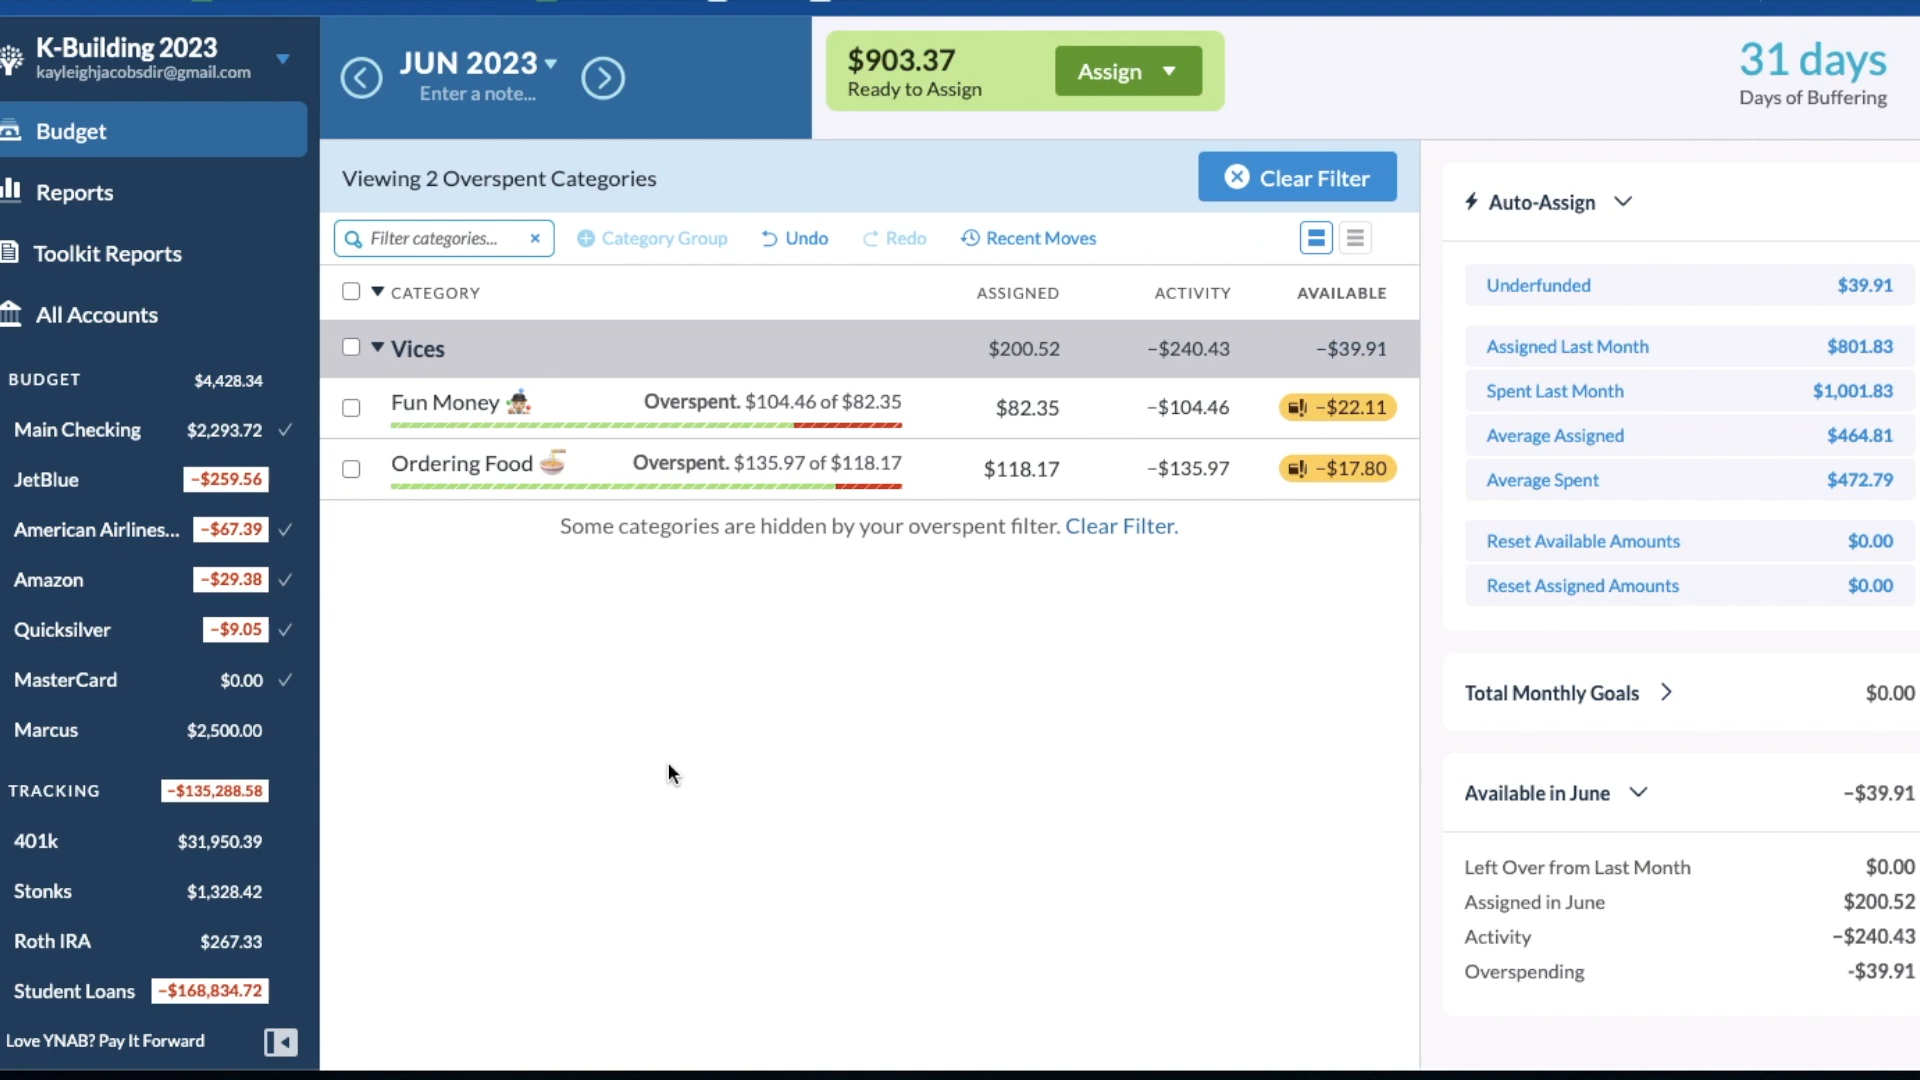 K-Building 2023
kayleighjacobsdir@gmail.com
Budget
Reports
Toolkit Reports
All Accounts
BUDGET $4,428.34
Main Checking $2,293.72
JetBlue −$259.56
American Airlines... −$67.39
Amazon −$29.38
Quicksilver −$9.05
MasterCard $0.00
Marcus $2,500.00
TRACKING −$135,288.58
401k $31,950.39
Stonks $1,328.42
Roth IRA $267.33
Student Loans −$168,834.72
Love YNAB? Pay It Forward
JUN 2023
Enter a note...
$903.37
Ready to Assign
Assign
31 days
Days of Buffering
Viewing 2 Overspent Categories
Clear Filter
Filter categories...
Category Group
Undo
Redo
Recent Moves
CATEGORY ASSIGNED ACTIVITY AVAILABLE
Vices $200.52 −$240.43 −$39.91
Fun Money Overspent. $104.46 of $82.35 $82.35 −$104.46 −$22.11
Ordering Food Overspent. $135.97 of $118.17 $118.17 −$135.97 −$17.80
Some categories are hidden by your overspent filter. Clear Filter.
Auto-Assign
Underfunded $39.91
Assigned Last Month $801.83
Spent Last Month $1,001.83
Average Assigned $464.81
Average Spent $472.79
Reset Available Amounts $0.00
Reset Assigned Amounts $0.00
Total Monthly Goals $0.00
Available in June −$39.91
Left Over from Last Month $0.00
Assigned in June $200.52
Activity −$240.43
Overspending -$39.91